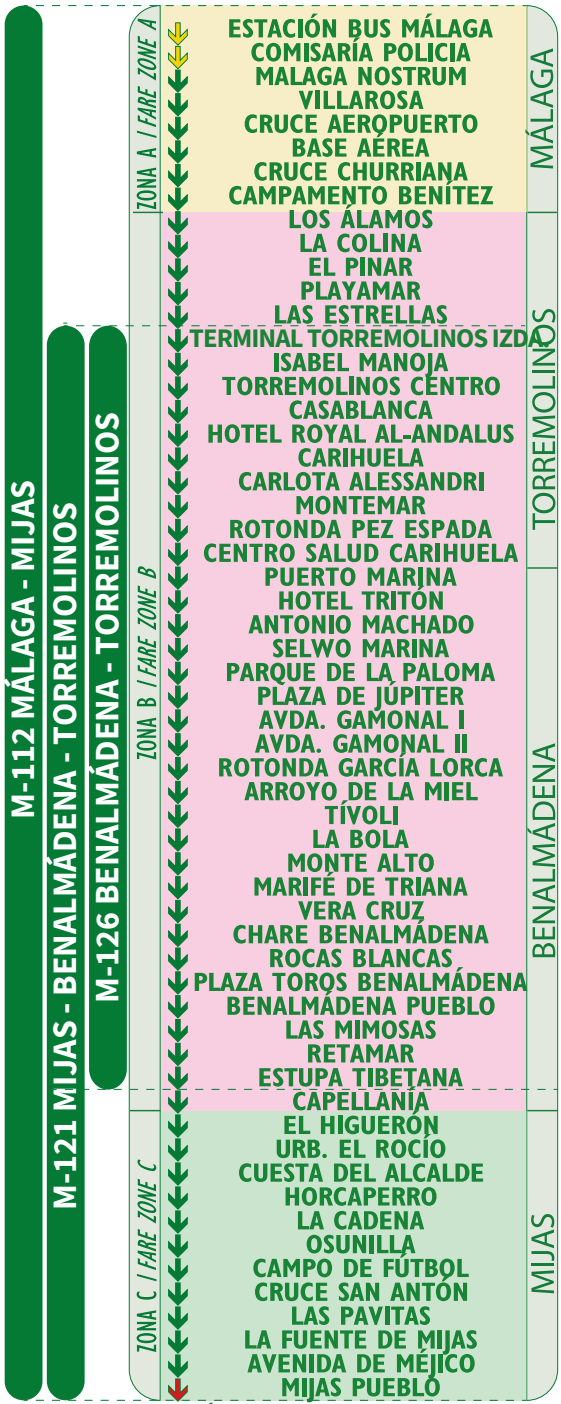 M-112 MÁLAGA - MIJAS
M-121 MIJAS - BENALMÁDENA - TORREMOLINOS
M-126 BENALMÁDENA - TORREMOLINOS
ZONA A / FARE ZONE A
ESTACIÓN BUS MÁLAGA
COMISARÍA POLICIA
MALAGA NOSTRUM
VILLAROSA
CRUCE AEROPUERTO
BASE AÉREA
CRUCE CHURRIANA
CAMPAMENTO BENÍTEZ
MÁLAGA
ZONA B / FARE ZONE B
LOS ÁLAMOS
LA COLINA
EL PINAR
PLAYAMAR
LAS ESTRELLAS
TERMINAL TORREMOLINOS IZDA.
ISABEL MANOJA
TORREMOLINOS CENTRO
CASABLANCA
HOTEL ROYAL AL-ANDALUS
CARIHUELA
CARLOTA ALESSANDRI
MONTEMAR
ROTONDA PEZ ESPADA
CENTRO SALUD CARIHUELA
TORREMOLINOS
PUERTO MARINA
HOTEL TRITÓN
ANTONIO MACHADO
SELWO MARINA
PARQUE DE LA PALOMA
PLAZA DE JÚPITER
AVDA. GAMONAL I
AVDA. GAMONAL II
ROTONDA GARCÍA LORCA
ARROYO DE LA MIEL
TÍVOLI
LA BOLA
MONTE ALTO
MARIFÉ DE TRIANA
VERA CRUZ
CHARE BENALMÁDENA
ROCAS BLANCAS
PLAZA TOROS BENALMÁDENA
BENALMÁDENA PUEBLO
LAS MIMOSAS
RETAMAR
ESTUPA TIBETANA
CAPELLANÍA
BENALMÁDENA
ZONA C / FARE ZONE C
EL HIGUERÓN
URB. EL ROCÍO
CUESTA DEL ALCALDE
HORCAPERRO
LA CADENA
OSUNILLA
CAMPO DE FÚTBOL
CRUCE SAN ANTÓN
LAS PAVITAS
LA FUENTE DE MIJAS
AVENIDA DE MÉJICO
MIJAS PUEBLO
MIJAS